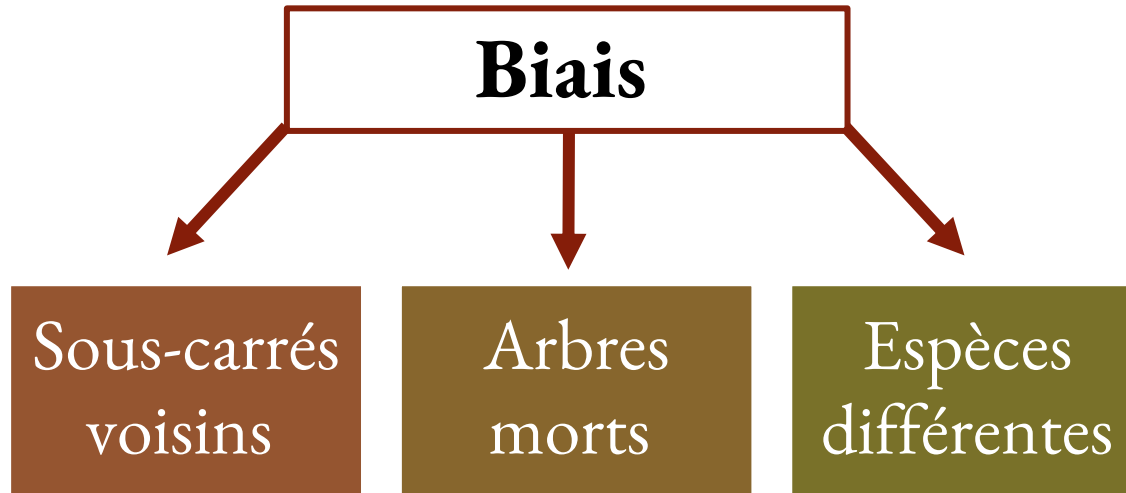 Biais
Sous-carrés
voisins
Arbres
morts
Espèces
différentes